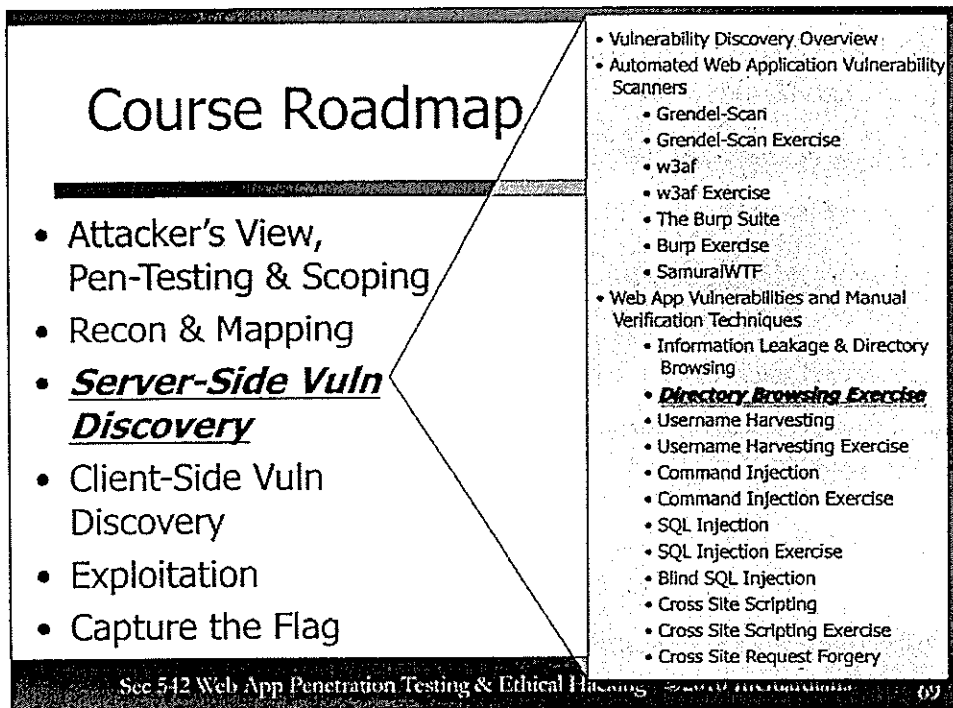 Course Roadmap
• Attacker's View,
Pen-Testing & Scoping
• Recon & Mapping
• Server-Side Vuln
Discovery
• Client-Side Vuln
Discovery
• Exploitation
• Capture the Flag
• Vulnerability Discovery Overview
• Automated Web Application Vulnerability
Scanners
• Grendel-Scan
• Grendel-Scan Exercise
• w3af
• w3af Exercise
• The Burp Suite
• Burp Exercise
• SamuraiWTF
• Web App Vulnerabilities and Manual
Verification Techniques
• Information Leakage & Directory
Browsing
• Directory Browsing Exercise
• Username Harvesting
• Username Harvesting Exercise
• Command Injection
• Command Injection Exercise
• SQL Injection
• SQL Injection Exercise
• Blind SQL Injection
• Cross Site Scripting
• Cross Site Scripting Exercise
• Cross Site Request Forgery
Sec 542 Web App Penetration Testing & Ethical Hacking
69